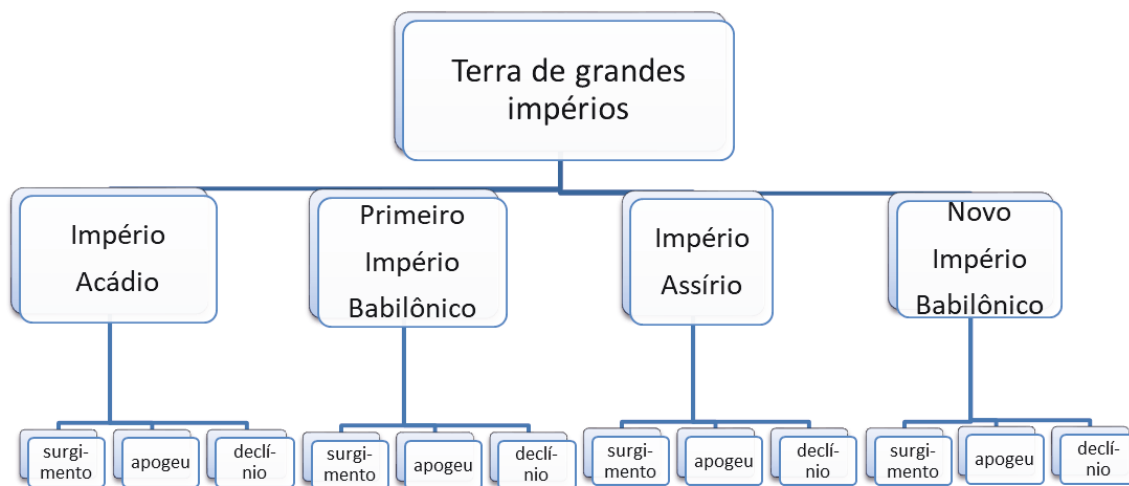 Terra de grandes
impérios
Império
Acádio
Primeiro
Império
Babilônico
Império
Assírio
Novo
Império
Babilônico
surgi-
mento
apogeu
declí-
nio
surgi-
mento
apogeu
declí-
nio
surgi-
mento
apogeu
declí-
nio
surgi-
mento
apogeu
declí-
nio